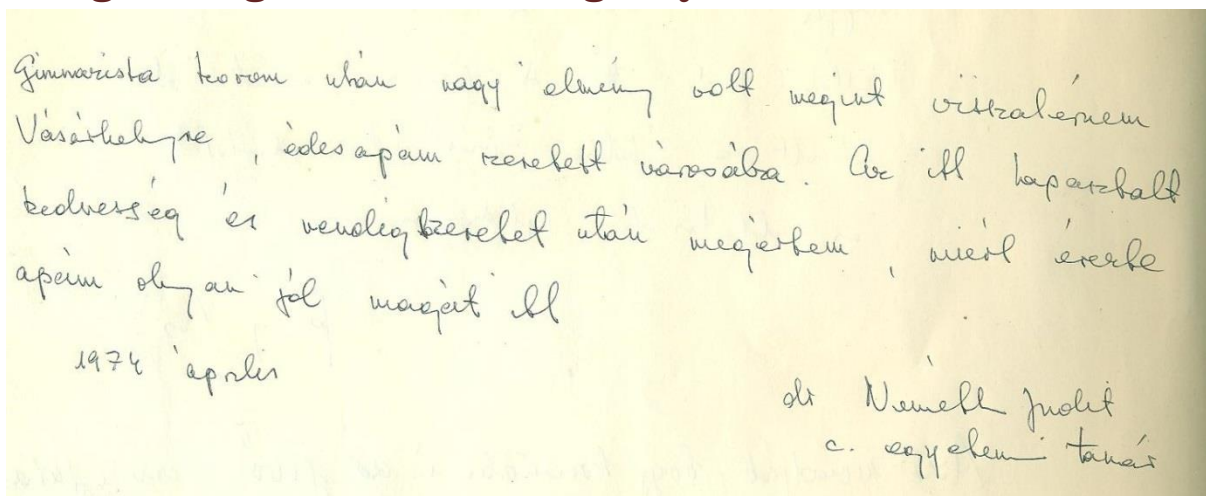 Gimnazista korom után nagy élmény volt megint visszatérnem
Vásárhelyre, édesapám szeretett városába. Az itt tapasztalt
kedvesség és vendégszeretet után megértem, miért érezte
apám olyan jól magát itt
1974 április
dr Németh Judit
c. egyetemi tanár